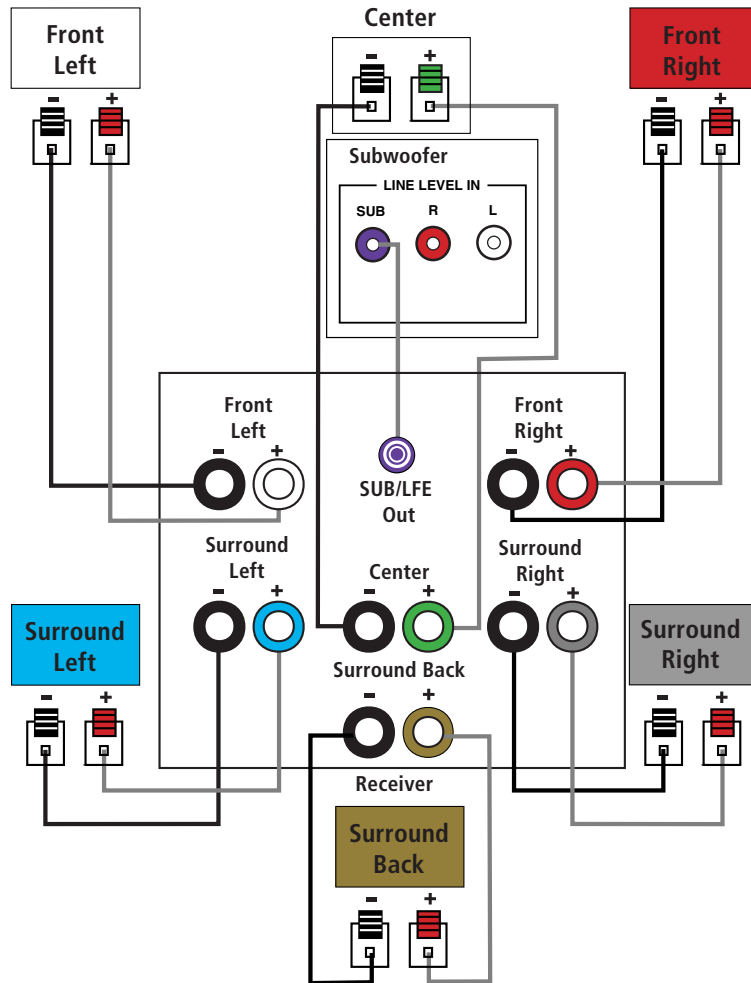 Front
Left
- +
Center
- +
Front
Right
- +
Subwoofer
LINE LEVEL IN
SUB R L
Front
Left
- +
SUB/LFE
Out
Front
Right
- +
Surround
Left
- +
Center
- +
Surround
Right
- +
Surround
Left
- +
Surround
Right
- +
Surround Back
- +
Receiver
Surround
Back
- +